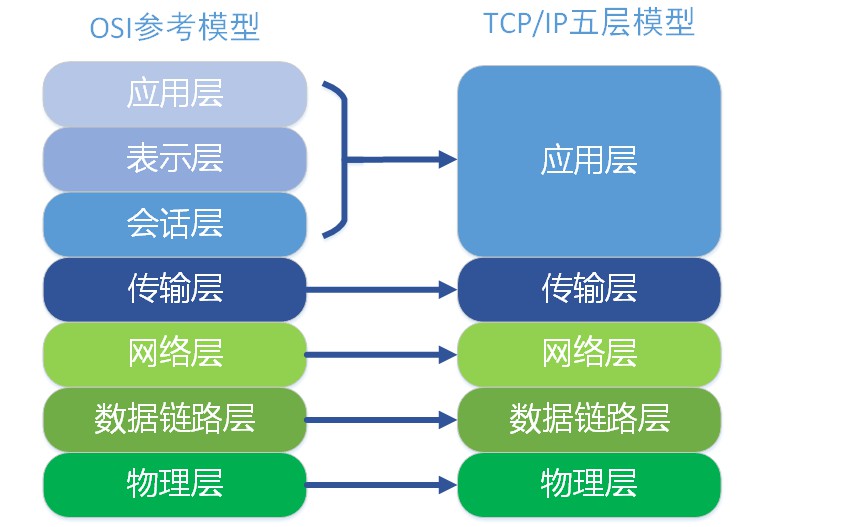 OSI参考模型
TCP/IP五层模型
应用层
表示层
会话层
传输层
网络层
数据链路层
物理层
应用层
传输层
网络层
数据链路层
物理层